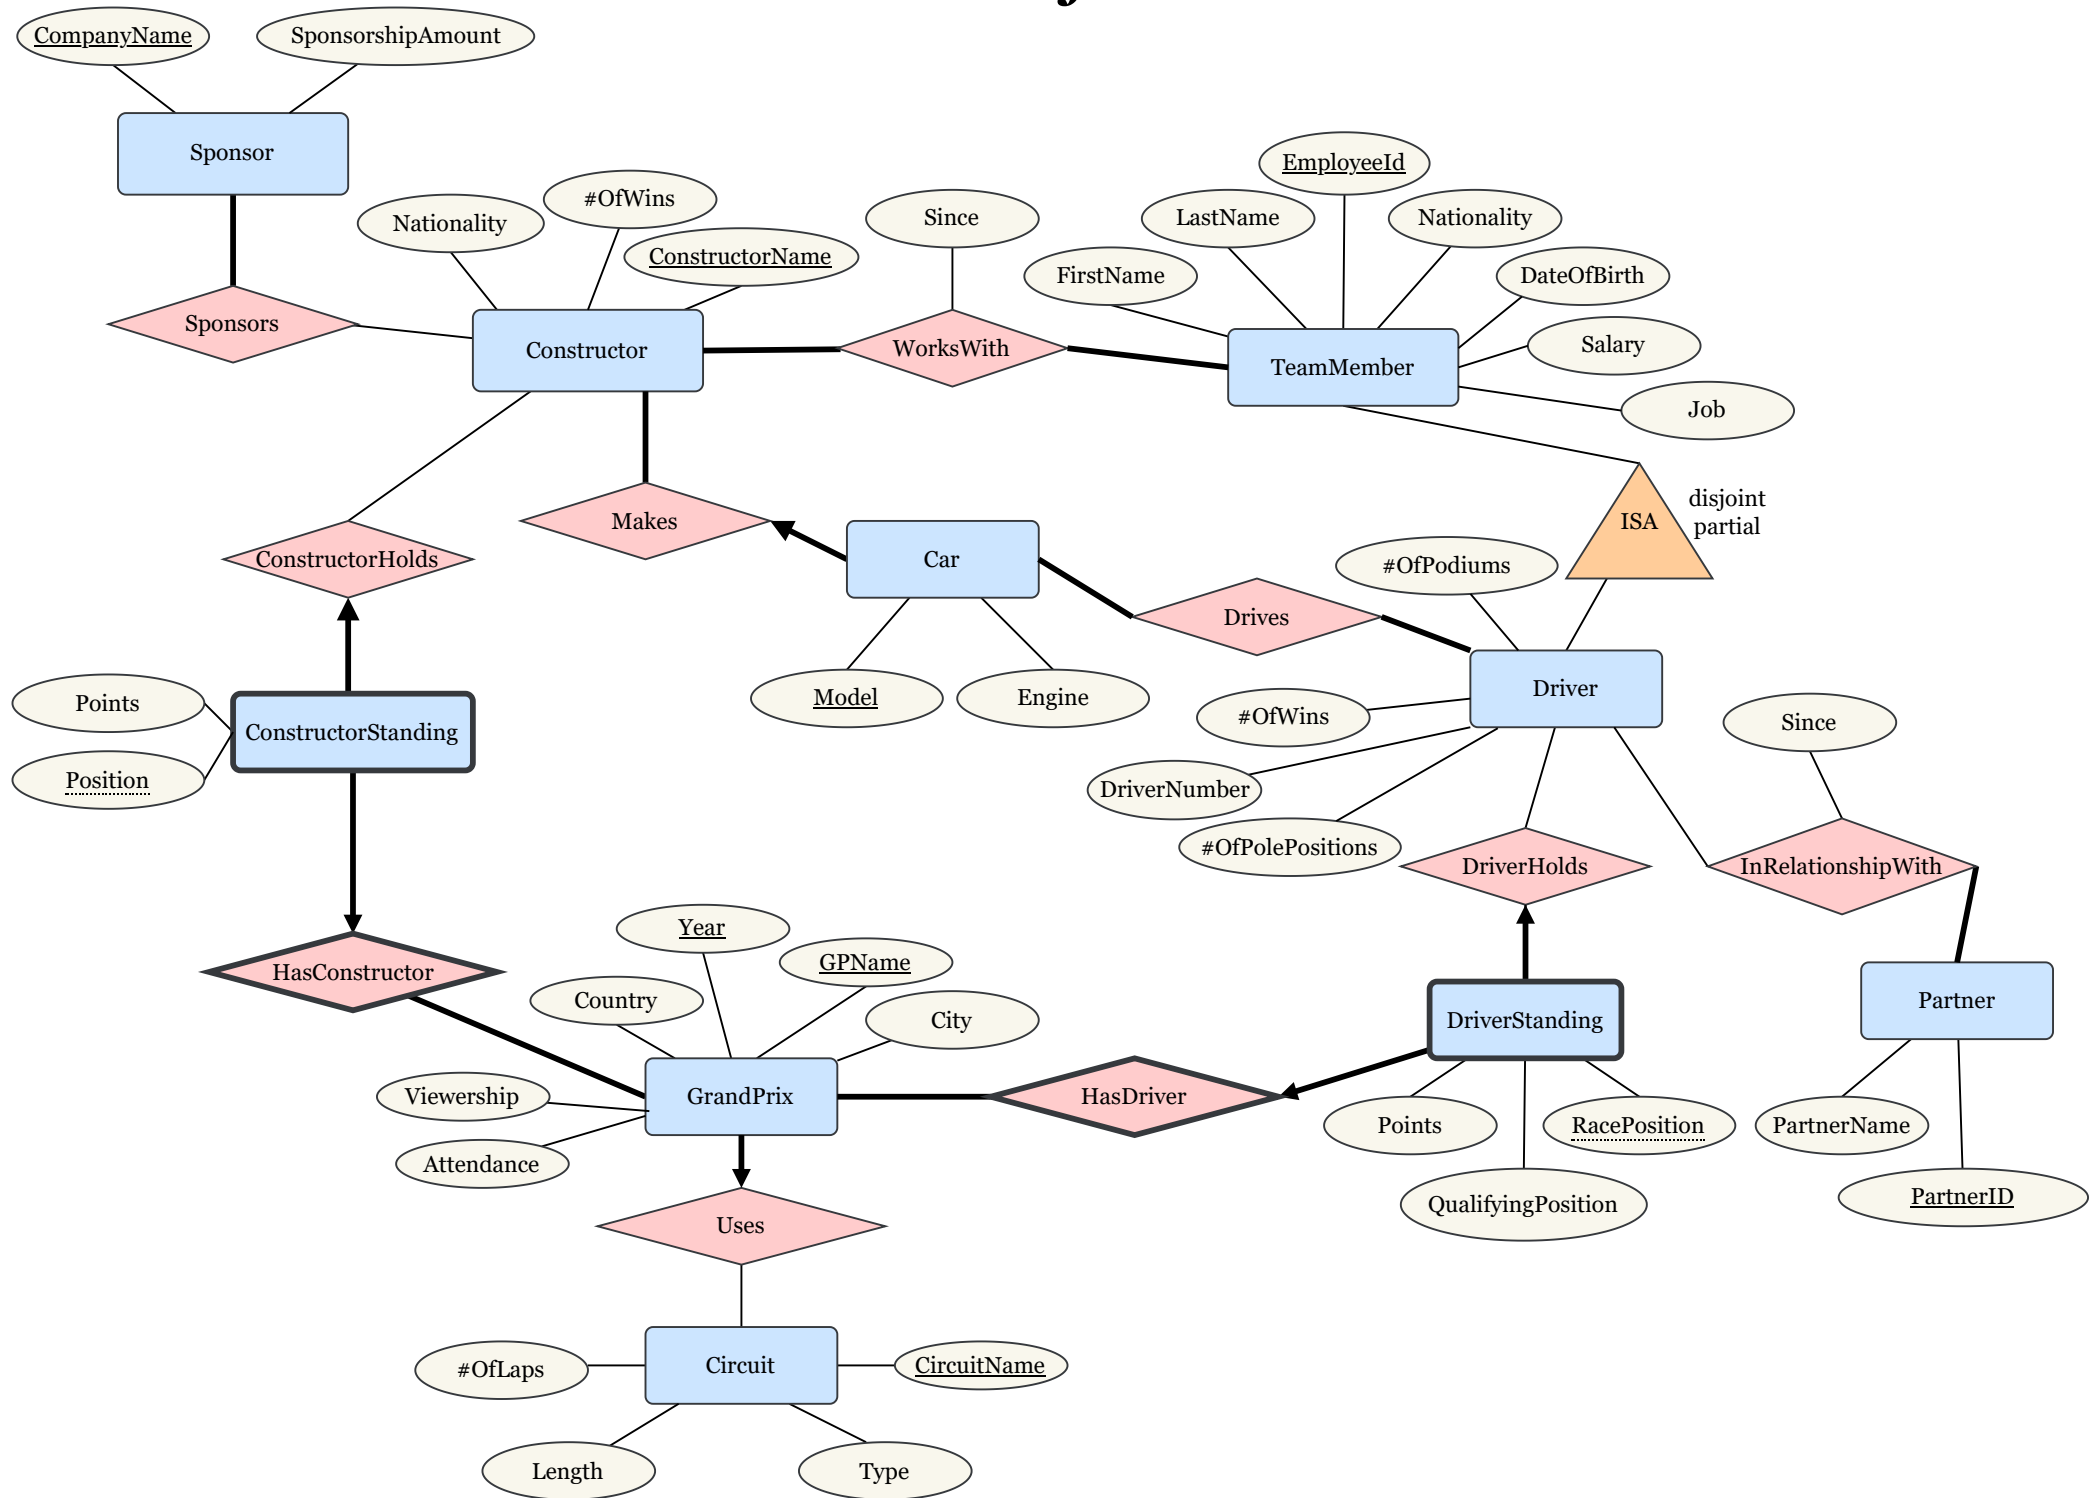 CompanyName
SponsorshipAmount
Sponsor
EmployeeId
#OfWins
Nationality
Since
LastName
Nationality
ConstructorName
FirstName
DateOfBirth
Sponsors
Constructor
WorksWith
TeamMember
Salary
Job
disjoint
partial
ISA
Makes
ConstructorHolds
Car
#OfPodiums
Drives
Points
Model
Engine
Driver
#OfWins
Since
ConstructorStanding
Position
DriverNumber
#OfPolePositions
DriverHolds
InRelationshipWith
Year
GPName
HasConstructor
Country
City
DriverStanding
Partner
Viewership
GrandPrix
HasDriver
Points
RacePosition
PartnerName
Attendance
QualifyingPosition
PartnerID
Uses
#OfLaps
Circuit
CircuitName
Length
Type